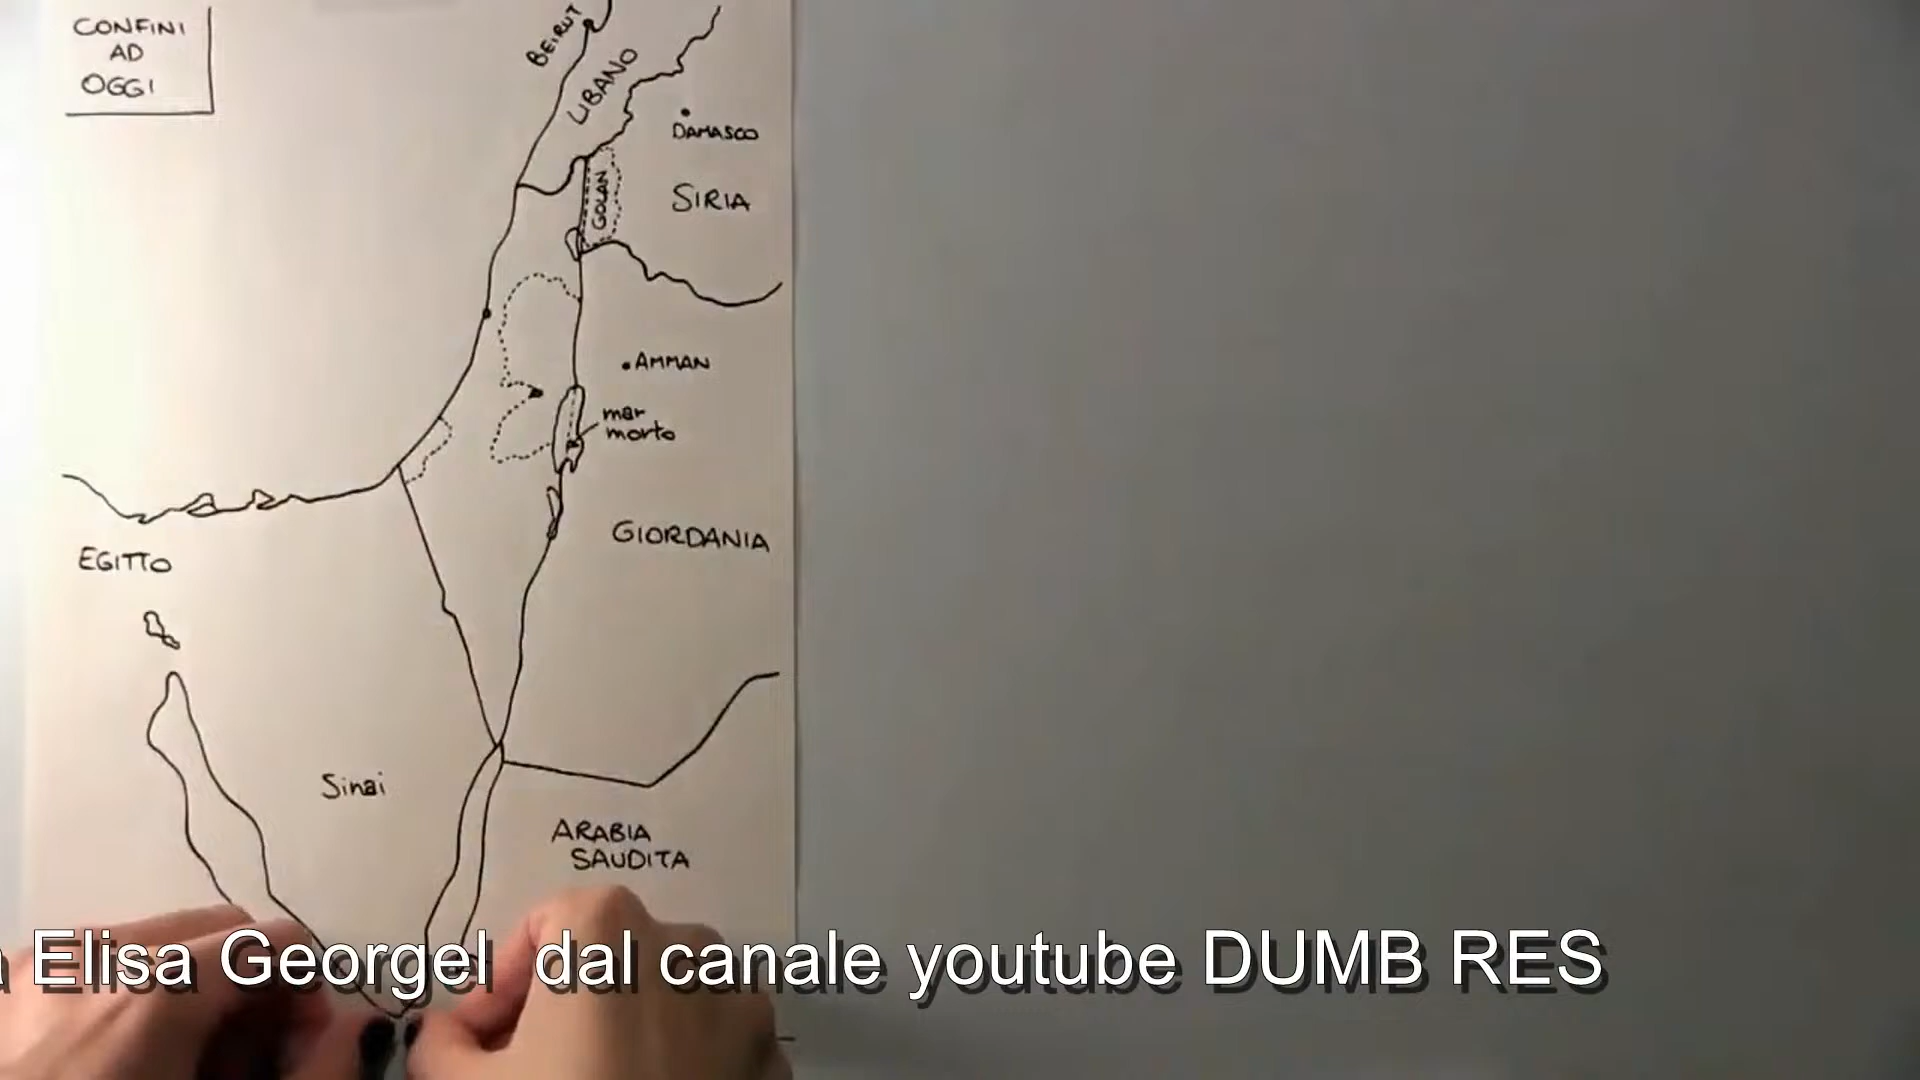 CONFINI
AD
OGGI
BEIRUT
LIBANO
DAMASCO
GOLAN
SIRIA
AMMAN
mar
morto
GIORDANIA
EGITTO
Sinai
ARABIA
SAUDITA
a Elisa Georgel dal canale youtube DUMB RES